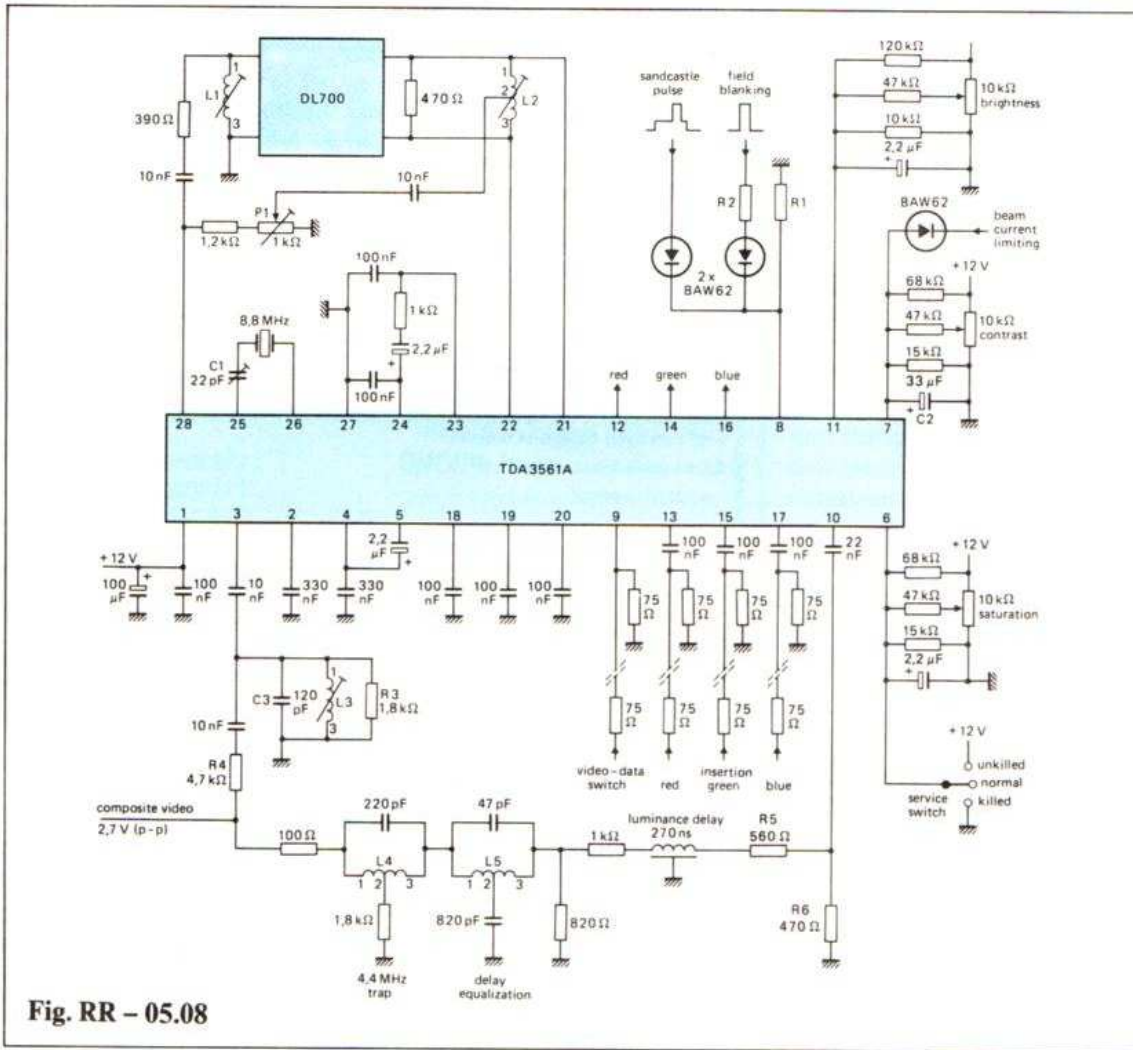 DL700
L1
1
3
390 Ω
10 nF
470 Ω
1
2
3
L2
10 nF
P1
1,2 kΩ
1 kΩ
sandcastle
pulse
field
blanking
R2
R1
2 x
BAW62
120 kΩ
47 kΩ
10 kΩ
2,2 µF
+
10 kΩ
brightness
BAW62
beam
current
limiting
+ 12 V
68 kΩ
47 kΩ
15 kΩ
33 µF
+
C2
10 kΩ
contrast
8,8 MHz
C1
22 pF
100 nF
1 kΩ
2,2 µF
+
100 nF
red
green
blue
28 25 26 27 24 23 22 21 12 14 16 8 11 7
TDA3561A
1 3 2 4 5 18 19 20 9 13 15 17 10 6
+ 12 V
100
µF
+
100
nF
10
nF
330
nF
330
nF
2,2
µF
+
100
nF
100
nF
100
nF
100
nF
100
nF
100
nF
22
nF
75
Ω
75
Ω
75
Ω
75
Ω
75
Ω
75
Ω
75
Ω
75
Ω
video-data
switch
red
insertion
green
blue
+ 12 V
68 kΩ
47 kΩ
15 kΩ
2,2 µF
+
10 kΩ
saturation
+ 12 V
unkilled
normal
killed
service
switch
C3
120
pF
1
L3
3
R3
1,8 kΩ
10 nF
R4
4,7 kΩ
composite video
2,7 V (p-p)
100 Ω
220 pF
L4
1 2 3
1,8 kΩ
4,4 MHz
trap
47 pF
L5
1 2 3
820 pF
delay
equalization
820 Ω
1 kΩ
luminance delay
270 ns
R5
560 Ω
R6
470 Ω
Fig. RR – 05.08